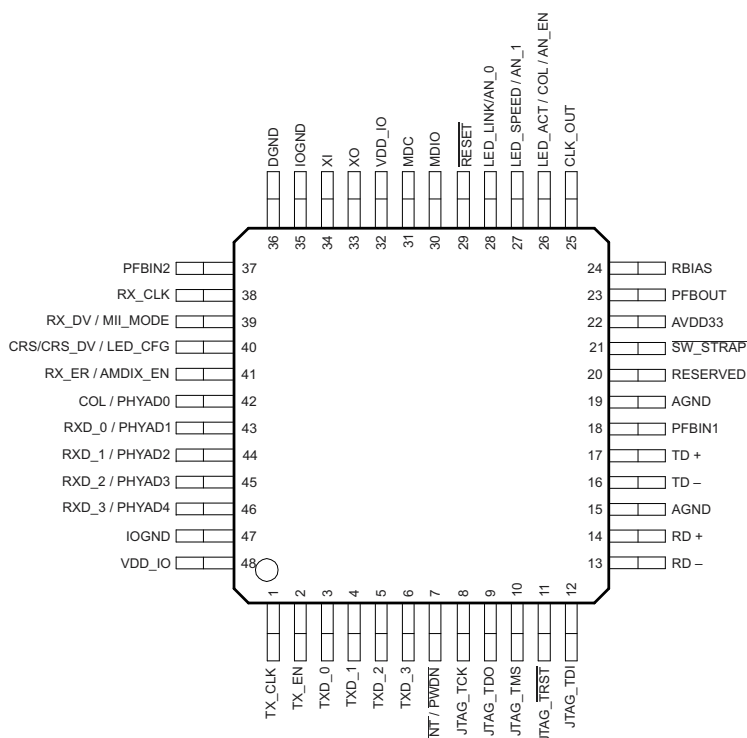 DGND
IOGND
XI
XO
VDD_IO
MDC
MDIO
RESET
LED_LINK/AN_0
LED_SPEED / AN_1
LED_ACT / COL / AN_EN
CLK_OUT
36
35
34
33
32
31
30
29
28
27
26
25
PFBIN2 37
RX_CLK 38
RX_DV / MII_MODE 39
CRS/CRS_DV / LED_CFG 40
RX_ER / AMDIX_EN 41
COL / PHYAD0 42
RXD_0 / PHYAD1 43
RXD_1 / PHYAD2 44
RXD_2 / PHYAD3 45
RXD_3 / PHYAD4 46
IOGND 47
VDD_IO 48
24 RBIAS
23 PFBOUT
22 AVDD33
21 SW_STRAP
20 RESERVED
19 AGND
18 PFBIN1
17 TD +
16 TD –
15 AGND
14 RD +
13 RD –
1
2
3
4
5
6
7
8
9
10
11
12
TX_CLK
TX_EN
TXD_0
TXD_1
TXD_2
TXD_3
NT / PWDN
JTAG_TCK
JTAG_TDO
JTAG_TMS
JTAG_TRST
JTAG_TDI